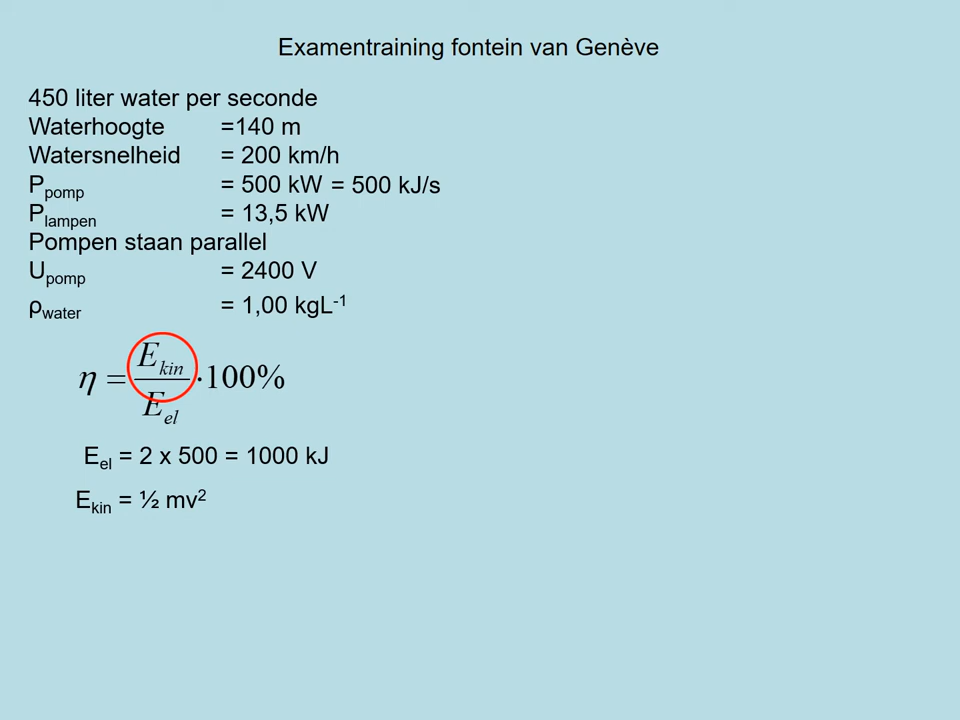 Examentraining fontein van Genève
450 liter water per seconde
Waterhoogte =140 m
Watersnelheid = 200 km/h
Ppomp = 500 kW = 500 kJ/s
Plampen = 13,5 kW
Pompen staan parallel
Upomp = 2400 V
ρwater = 1,00 kgL⁻¹
η = Ekin / Eel ·100%
Eel = 2 x 500 = 1000 kJ
Ekin = ½ mv²